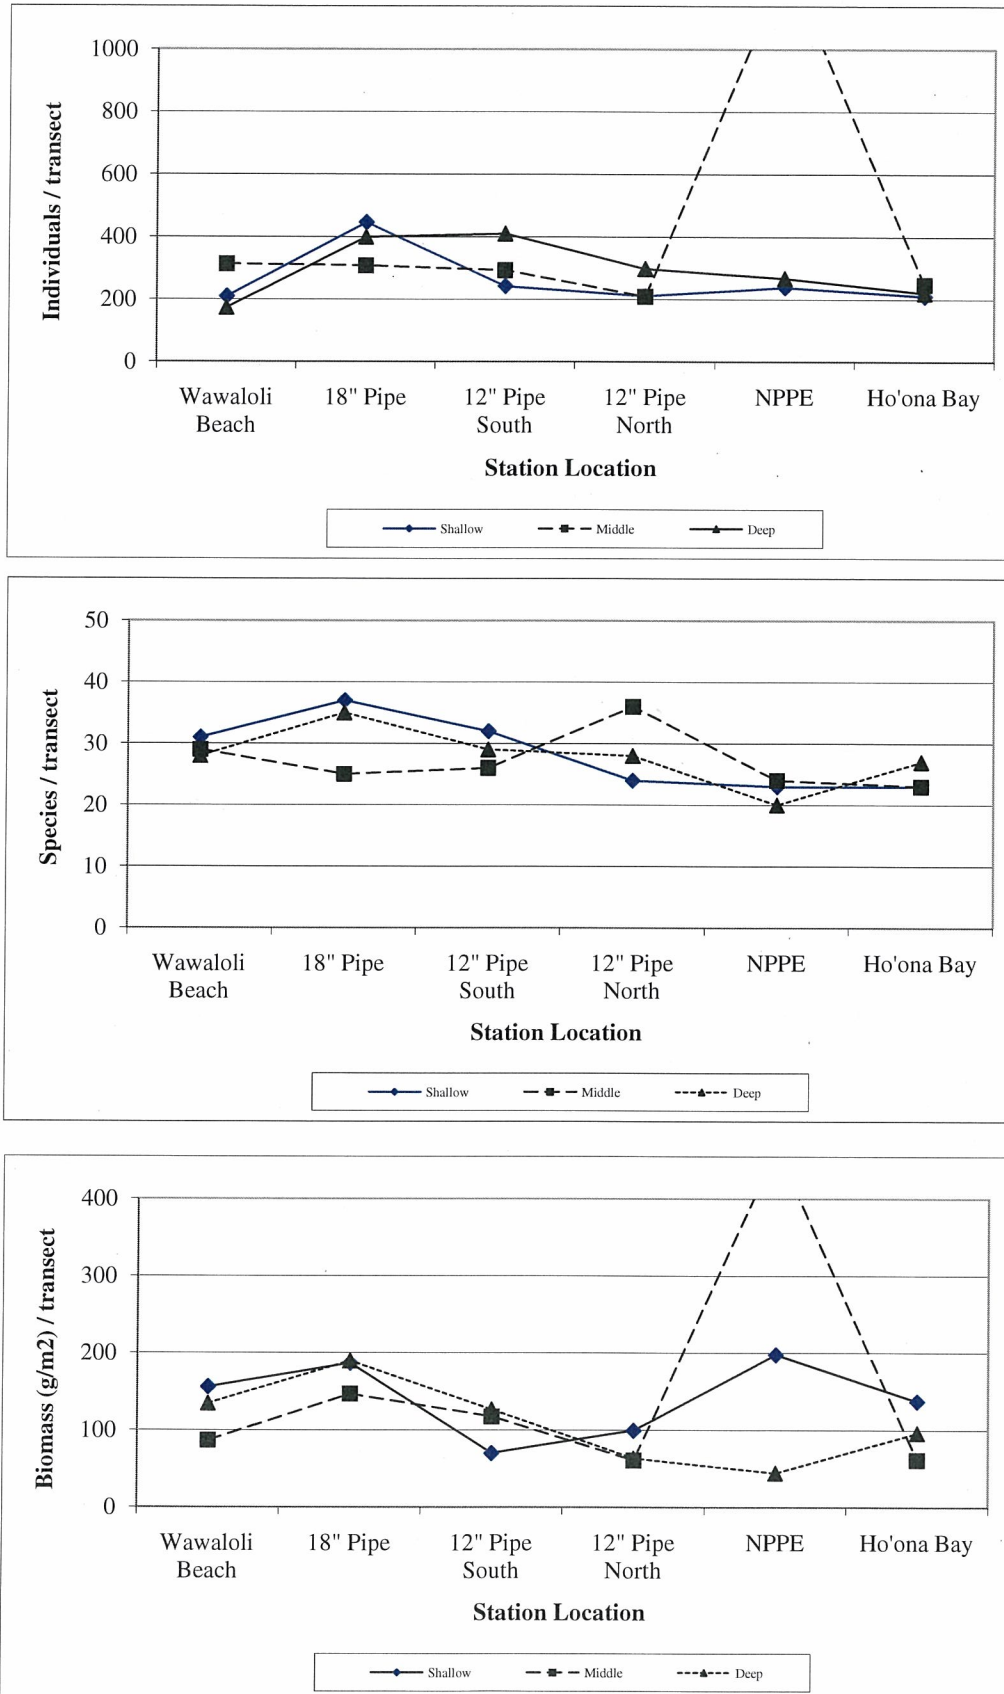 1000
800
600
400
200
0
Individuals / transect
Wawaloli Beach
18" Pipe
12" Pipe South
12" Pipe North
NPPE
Ho'ona Bay
Station Location
Shallow Middle Deep
50
40
30
20
10
0
Species / transect
Wawaloli Beach
18" Pipe
12" Pipe South
12" Pipe North
NPPE
Ho'ona Bay
Station Location
Shallow Middle Deep
400
300
200
100
0
Biomass (g/m2) / transect
Wawaloli Beach
18" Pipe
12" Pipe South
12" Pipe North
NPPE
Ho'ona Bay
Station Location
Shallow Middle Deep